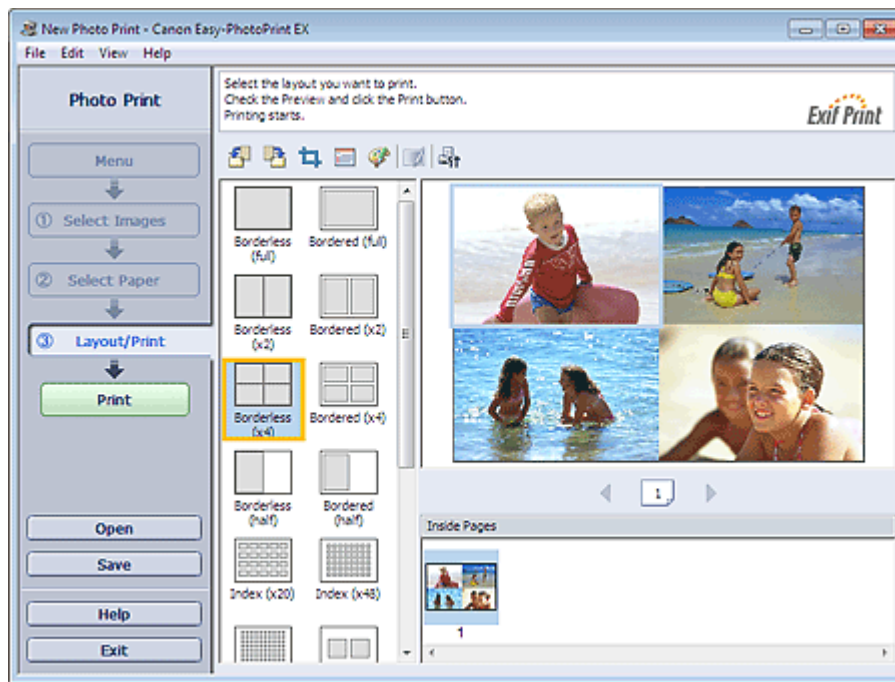 New Photo Print - Canon Easy-PhotoPrint EX
File Edit View Help
Photo Print
Select the layout you want to print.
Check the Preview and click the Print button.
Printing starts.
Exif Print
Menu
① Select Images
② Select Paper
③ Layout/Print
Print
Open
Save
Help
Exit
Borderless (full)
Bordered (full)
Borderless (x2)
Bordered (x2)
Borderless (x4)
Bordered (x4)
Borderless (half)
Bordered (half)
Index (x20)
Index (x48)
1
Inside Pages
1